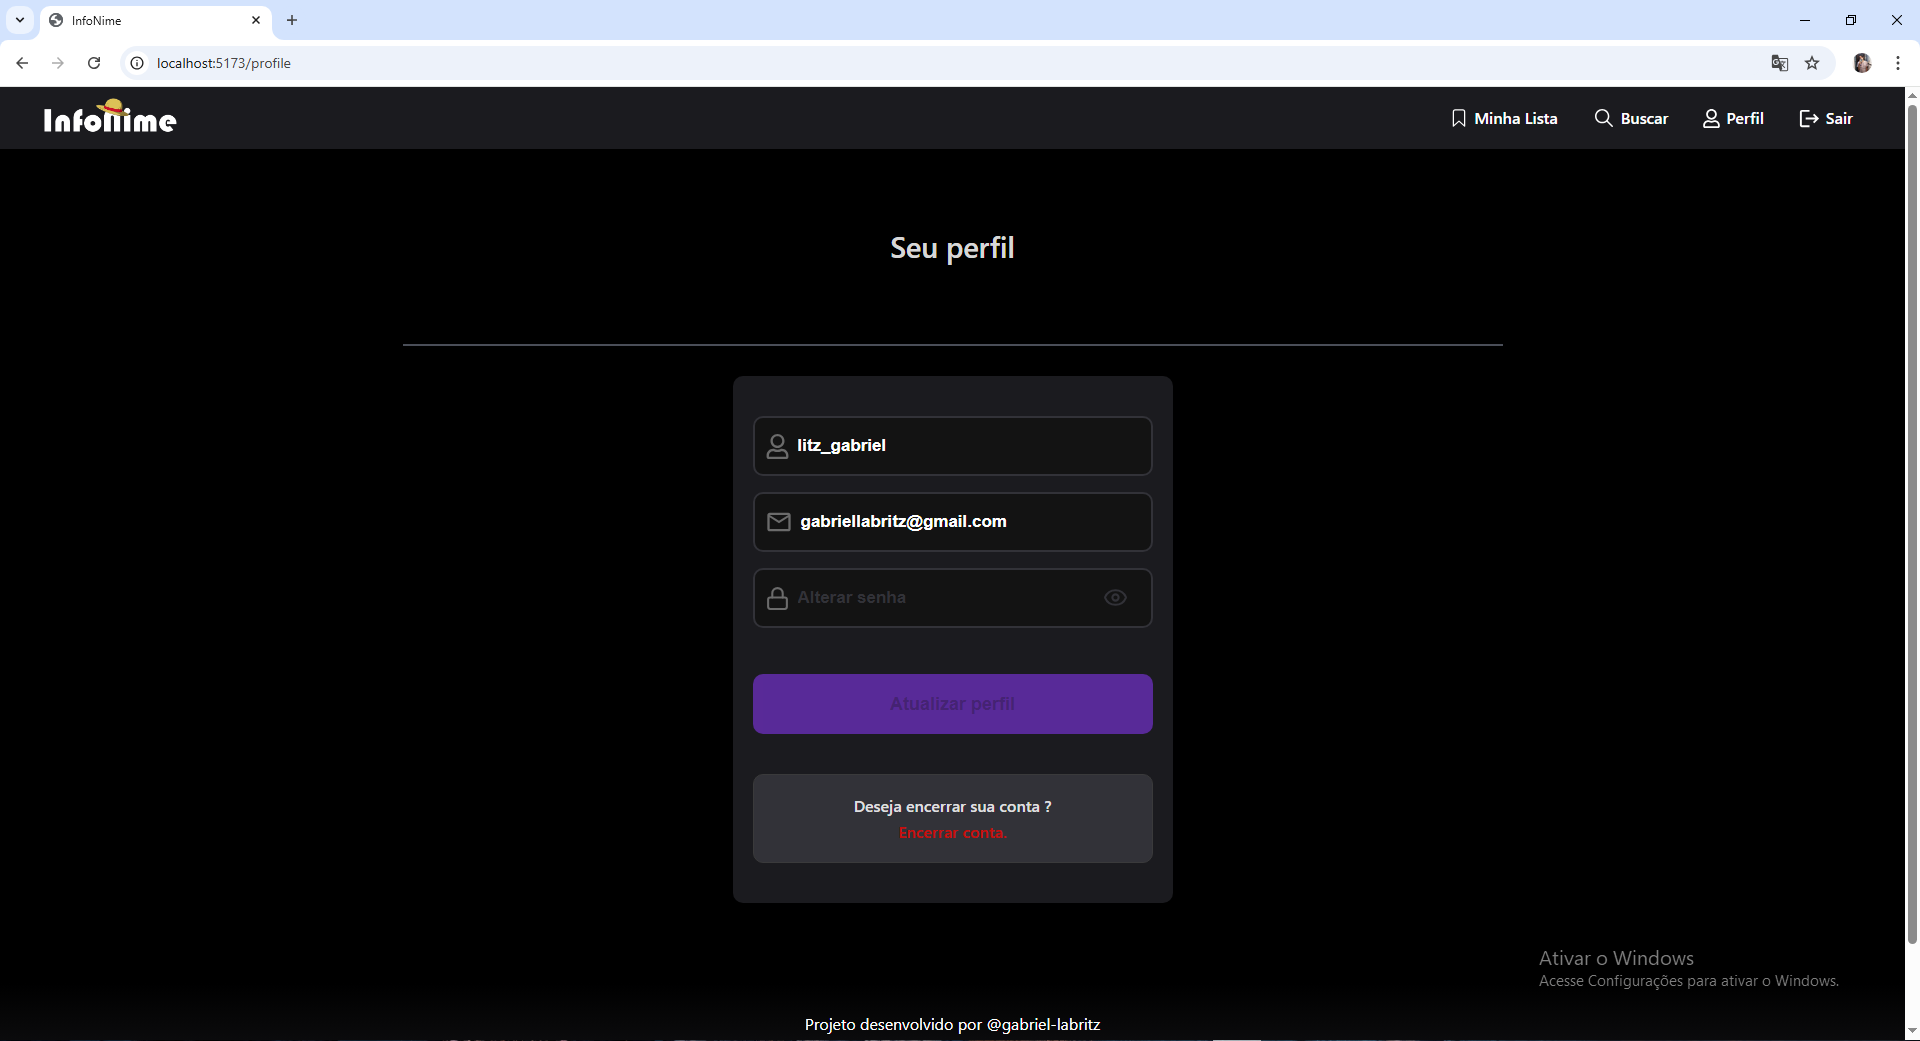 InfoNime
localhost:5173/profile
InfoNime
Minha Lista
Buscar
Perfil
Sair
Seu perfil
litz_gabriel
gabriellabritz@gmail.com
Alterar senha
Atualizar perfil
Deseja encerrar sua conta ?
Encerrar conta.
Ativar o Windows
Acesse Configurações para ativar o Windows.
Projeto desenvolvido por @gabriel-labritz